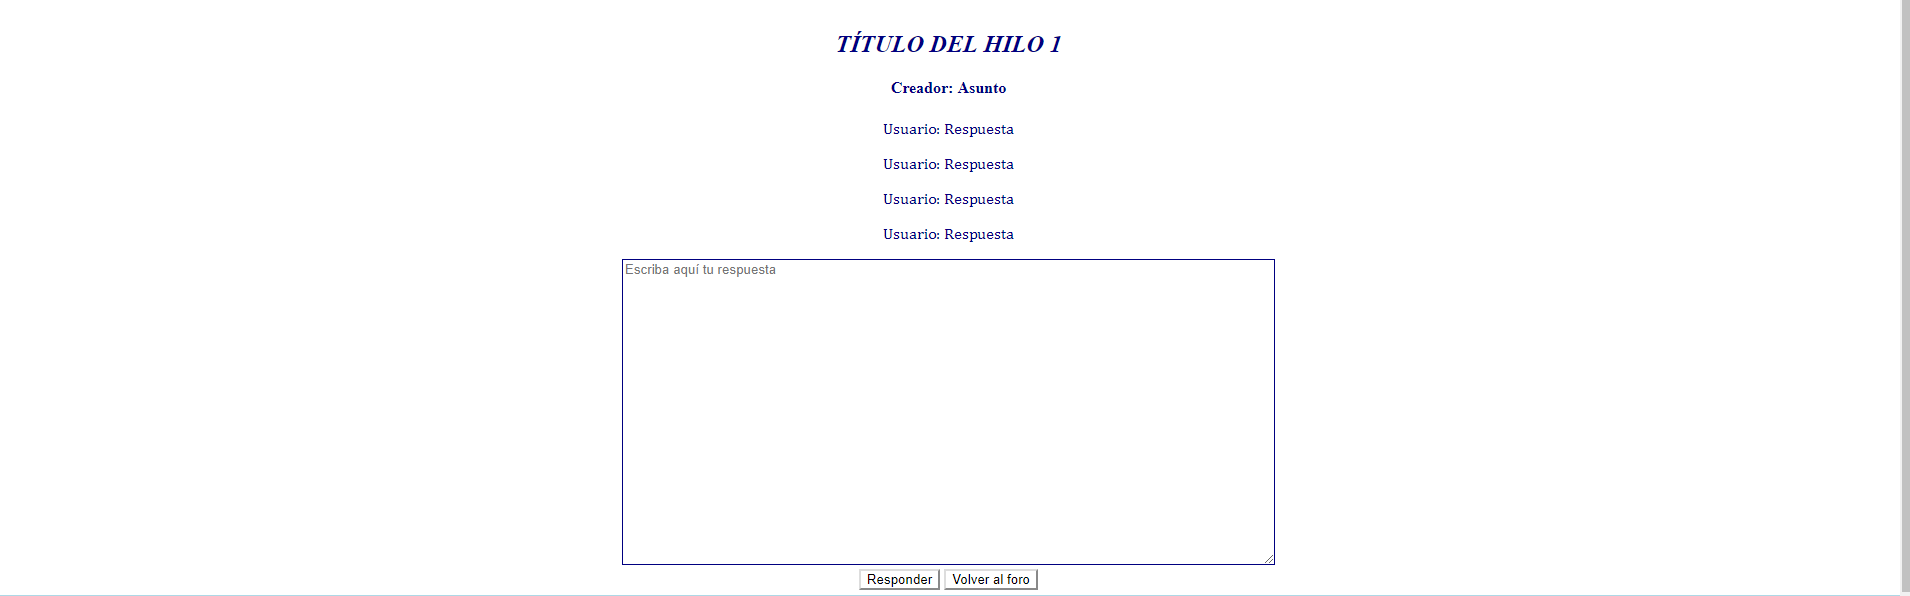 TÍTULO DEL HILO 1
Creador: Asunto
Usuario: Respuesta
Usuario: Respuesta
Usuario: Respuesta
Usuario: Respuesta
Escriba aquí tu respuesta
Responder Volver al foro